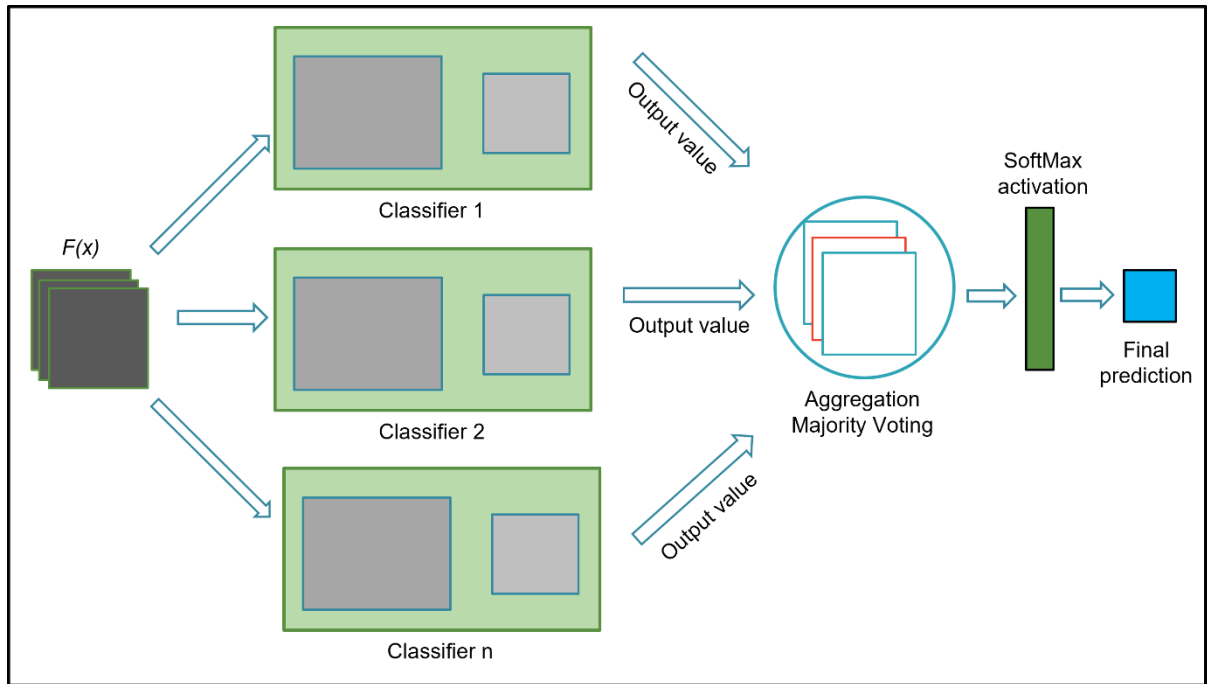 F(x)
Classifier 1
Output value
Classifier 2
Output value
Classifier n
Output value
Aggregation
Majority Voting
SoftMax
activation
Final
prediction